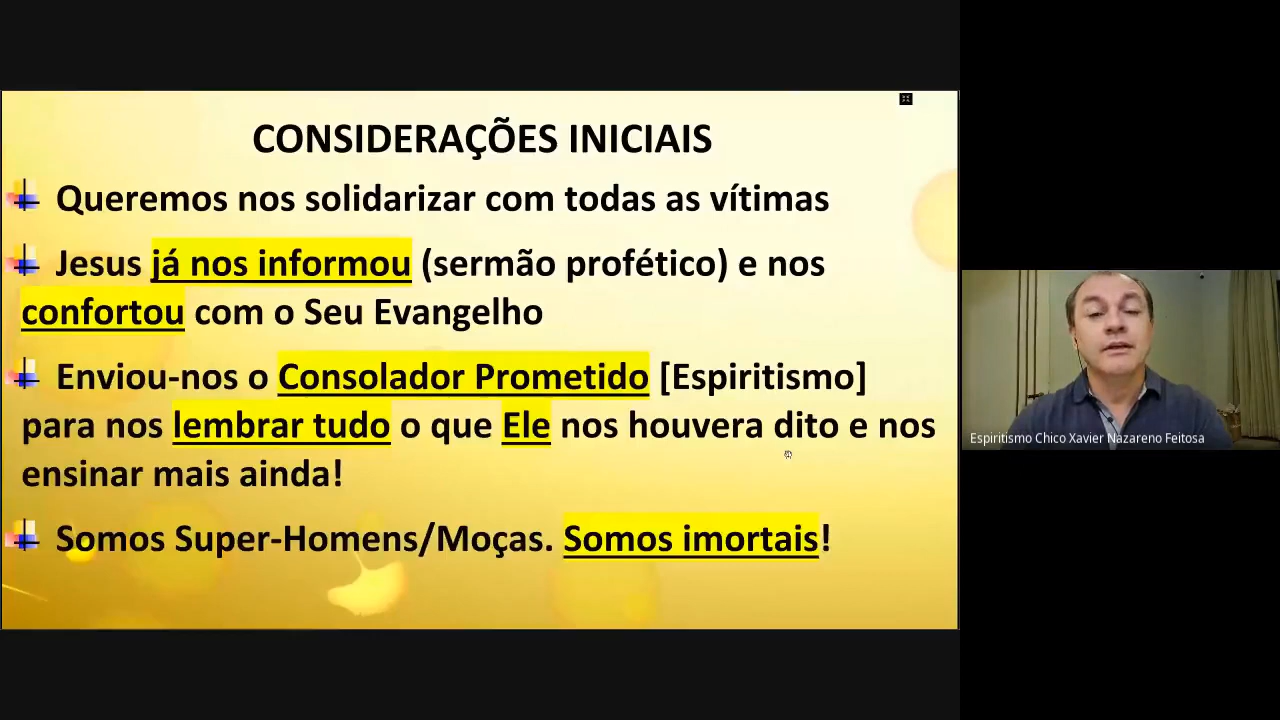 CONSIDERAÇÕES INICIAIS
Queremos nos solidarizar com todas as vítimas
Jesus já nos informou (sermão profético) e nos
confortou com o Seu Evangelho
Enviou-nos o Consolador Prometido [Espiritismo]
para nos lembrar tudo o que Ele nos houvera dito e nos
ensinar mais ainda!
Somos Super-Homens/Moças. Somos imortais!
Espiritismo Chico Xavier Nazareno Feitosa